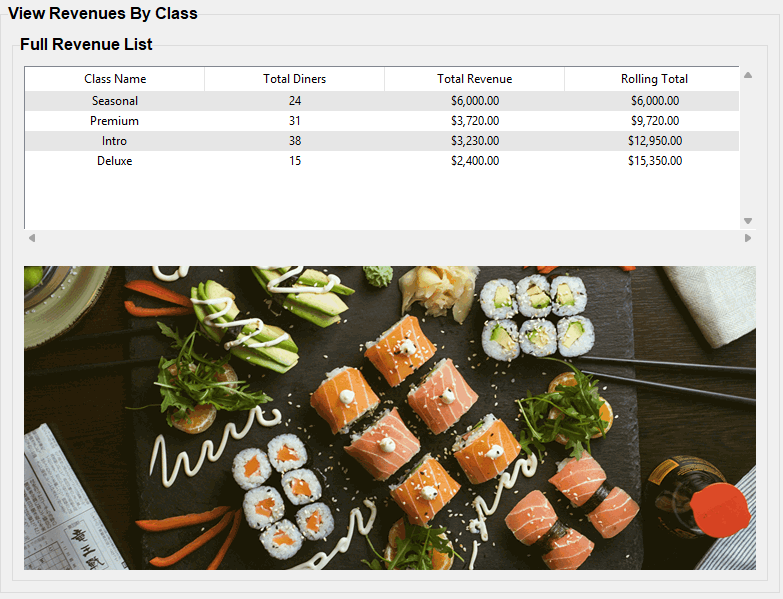 View Revenues By Class
Full Revenue List
Class Name Total Diners Total Revenue Rolling Total
Seasonal 24 $6,000.00 $6,000.00
Premium 31 $3,720.00 $9,720.00
Intro 38 $3,230.00 $12,950.00
Deluxe 15 $2,400.00 $15,350.00